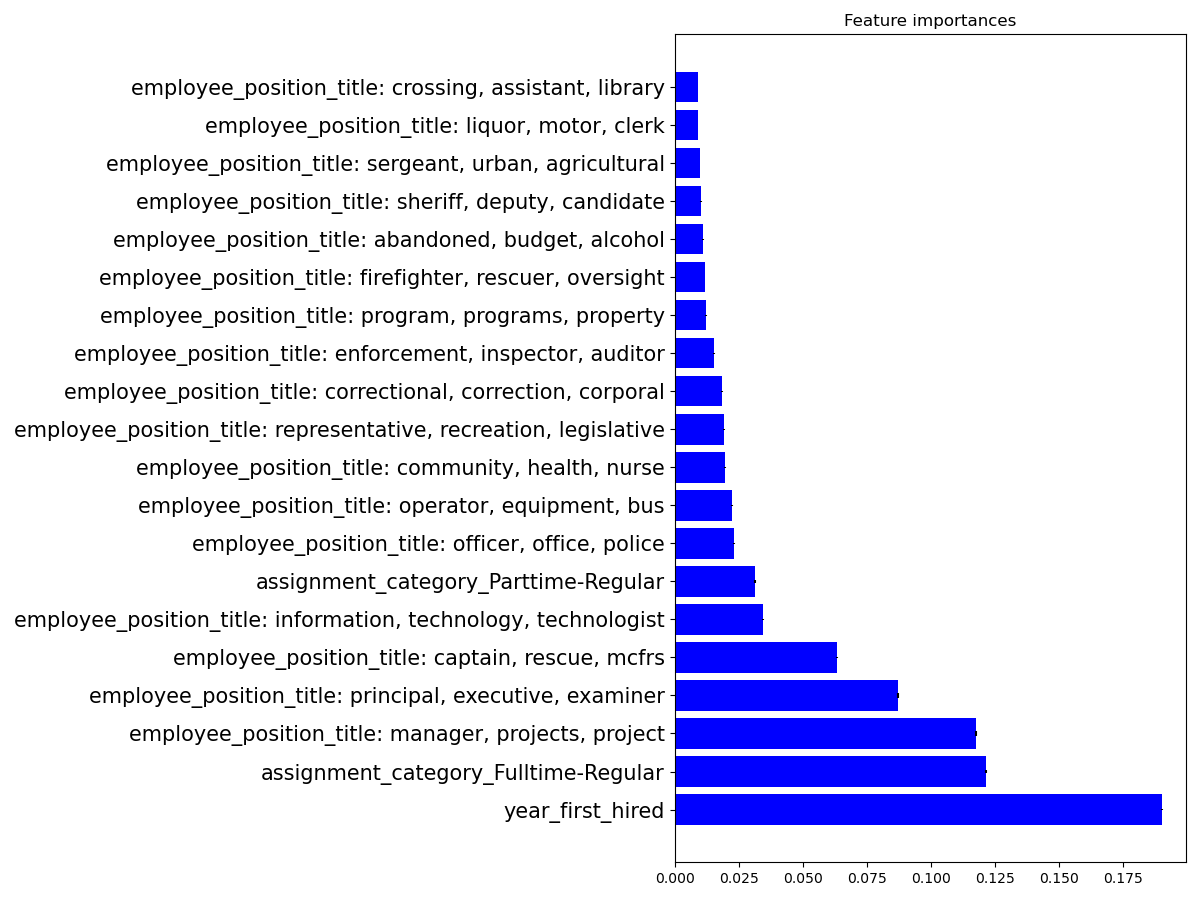 Feature importances
employee_position_title: crossing, assistant, library
employee_position_title: liquor, motor, clerk
employee_position_title: sergeant, urban, agricultural
employee_position_title: sheriff, deputy, candidate
employee_position_title: abandoned, budget, alcohol
employee_position_title: firefighter, rescuer, oversight
employee_position_title: program, programs, property
employee_position_title: enforcement, inspector, auditor
employee_position_title: correctional, correction, corporal
employee_position_title: representative, recreation, legislative
employee_position_title: community, health, nurse
employee_position_title: operator, equipment, bus
employee_position_title: officer, office, police
assignment_category_Parttime-Regular
employee_position_title: information, technology, technologist
employee_position_title: captain, rescue, mcfrs
employee_position_title: principal, executive, examiner
employee_position_title: manager, projects, project
assignment_category_Fulltime-Regular
year_first_hired
0.000 0.025 0.050 0.075 0.100 0.125 0.150 0.175